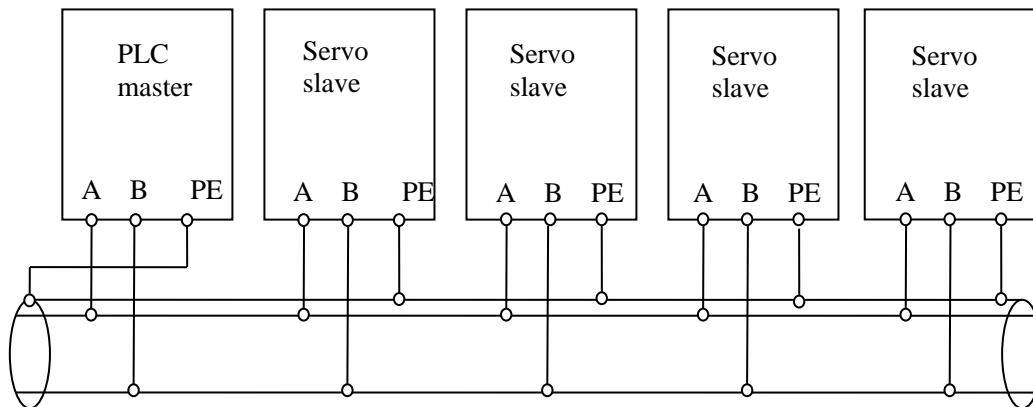 PLC
master
Servo
slave
Servo
slave
Servo
slave
Servo
slave
A B PE
A B PE
A B PE
A B PE
A B PE